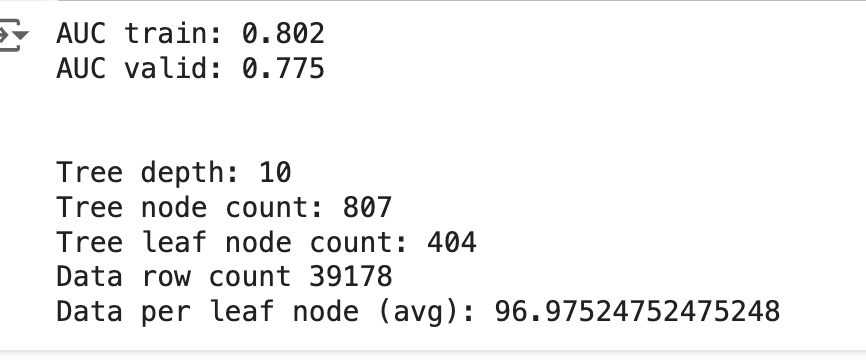 AUC train: 0.802
AUC valid: 0.775
Tree depth: 10
Tree node count: 807
Tree leaf node count: 404
Data row count 39178
Data per leaf node (avg): 96.97524752475248